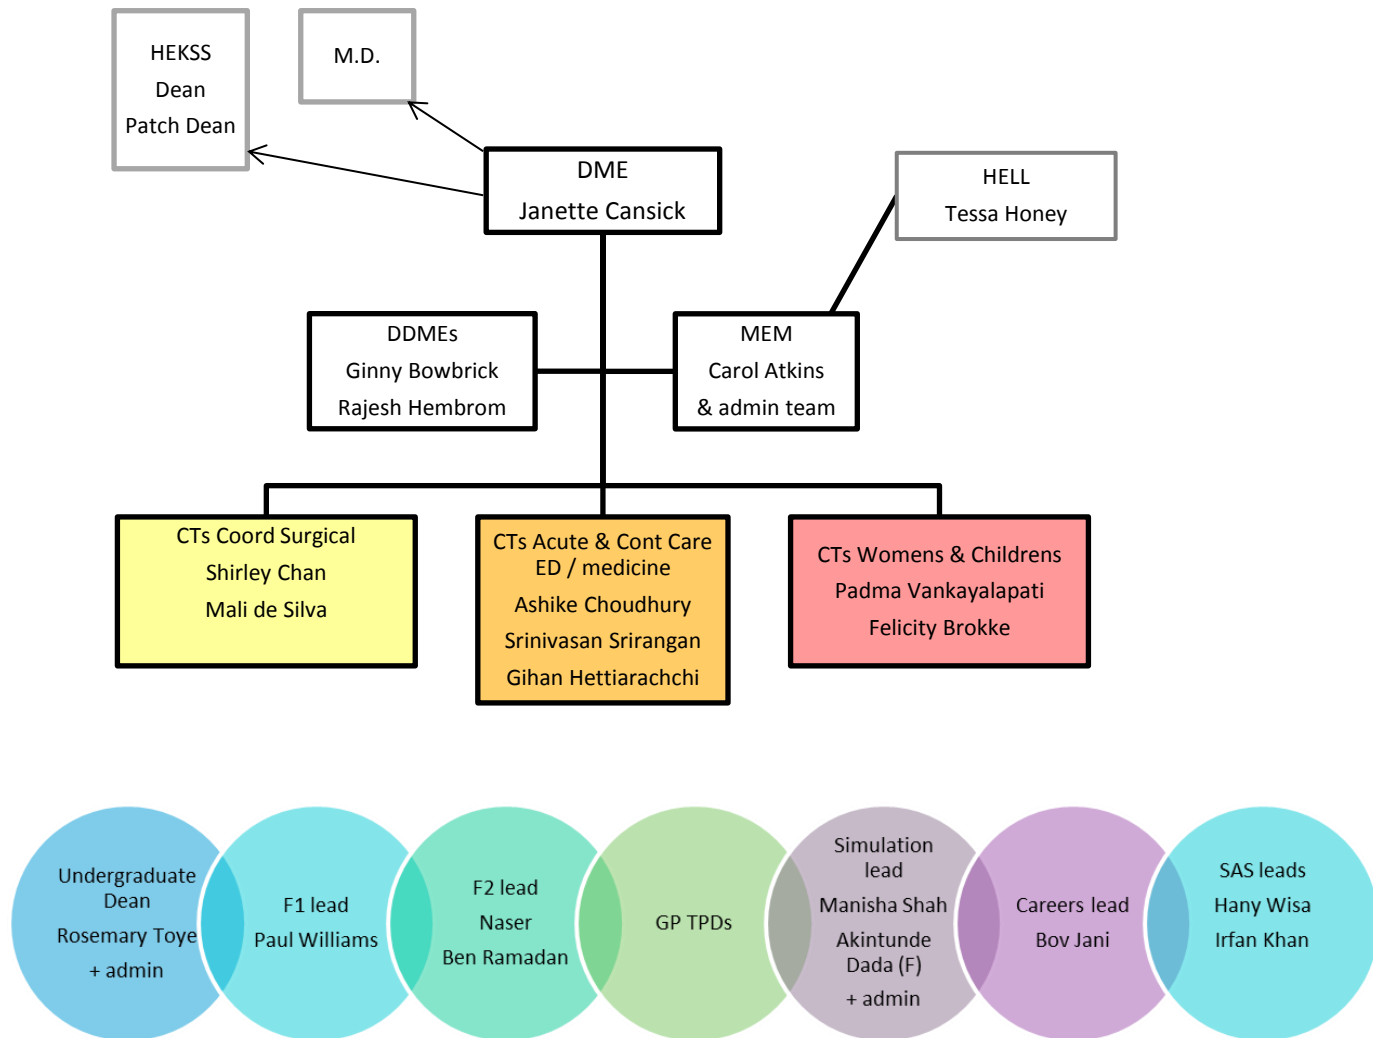 HEKSS
Dean
Patch Dean
M.D.
DME
Janette Cansick
HELL
Tessa Honey
DDMEs
Ginny Bowbrick
Rajesh Hembrom
MEM
Carol Atkins
& admin team
CTs Coord Surgical
Shirley Chan
Mali de Silva
CTs Acute & Cont Care
ED / medicine
Ashike Choudhury
Srinivasan Srirangan
Gihan Hettiarachchi
CTs Womens & Childrens
Padma Vankayalapati
Felicity Brokke
Undergraduate
Dean
Rosemary Toye
+ admin
F1 lead
Paul Williams
F2 lead
Naser
Ben Ramadan
GP TPDs
Simulation
lead
Manisha Shah
Akintunde
Dada (F)
+ admin
Careers lead
Bov Jani
SAS leads
Hany Wisa
Irfan Khan